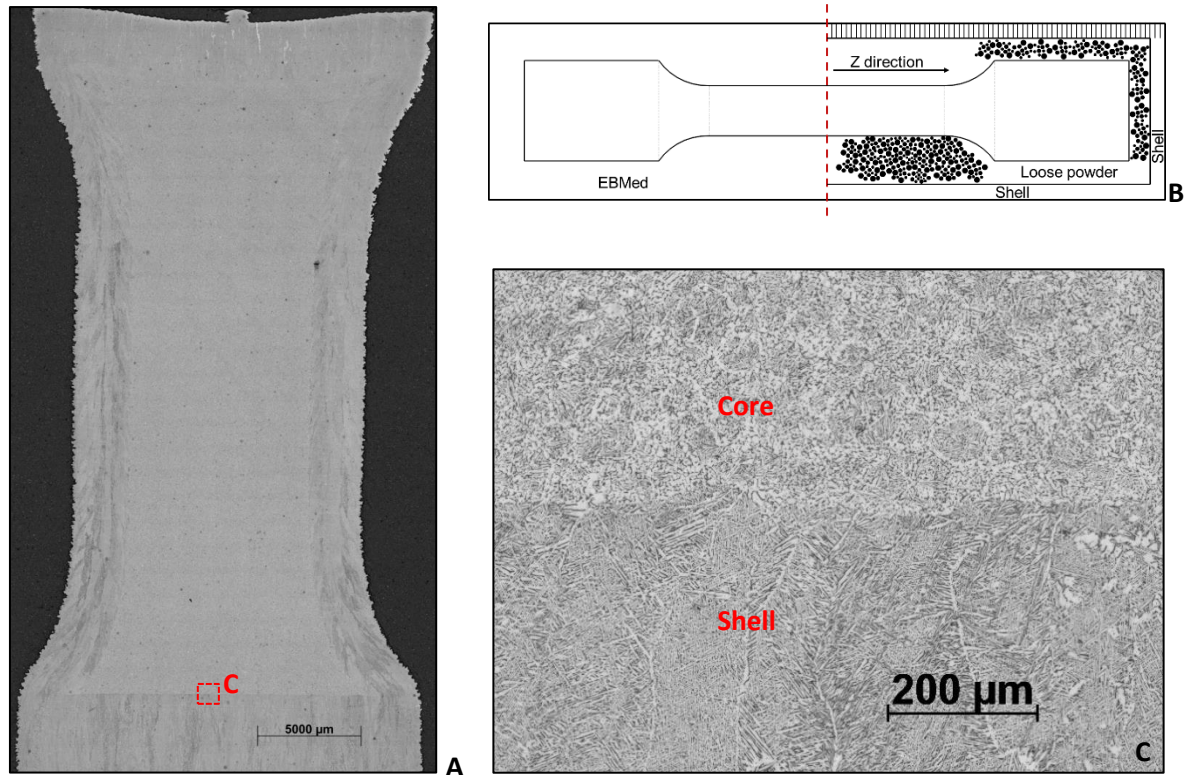 C
5000 µm
A
Z direction
EBMed
Loose powder
Shell
Shell
B
Core
Shell
200 µm
C